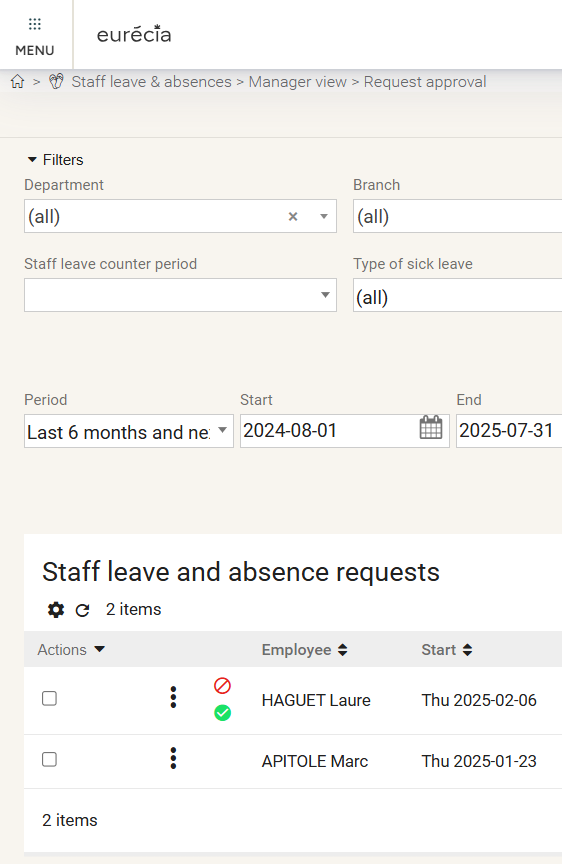 MENU
eurécia
> Staff leave & absences > Manager view > Request approval
Filters
Department Branch
(all) × (all)
Staff leave counter period Type of sick leave
(all)
Period Start End
Last 6 months and ne 2024-08-01 2025-07-31
Staff leave and absence requests
2 items
Actions Employee Start
HAGUET Laure Thu 2025-02-06
APITOLE Marc Thu 2025-01-23
2 items